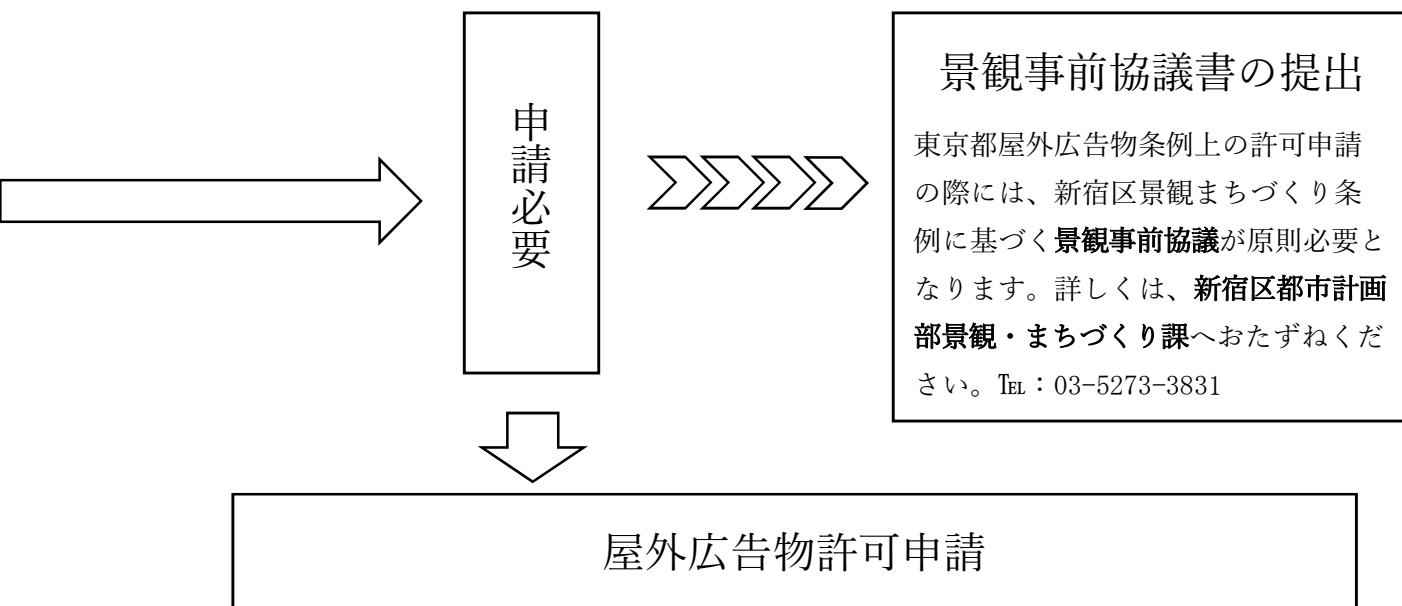 申請必要
景観事前協議書の提出
東京都屋外広告物条例上の許可申請
の際には、新宿区景観まちづくり条
例に基づく景観事前協議が原則必要と
なります。詳しくは、新宿区都市計画
部景観・まちづくり課へおたずねくだ
さい。℡：03-5273-3831
屋外広告物許可申請